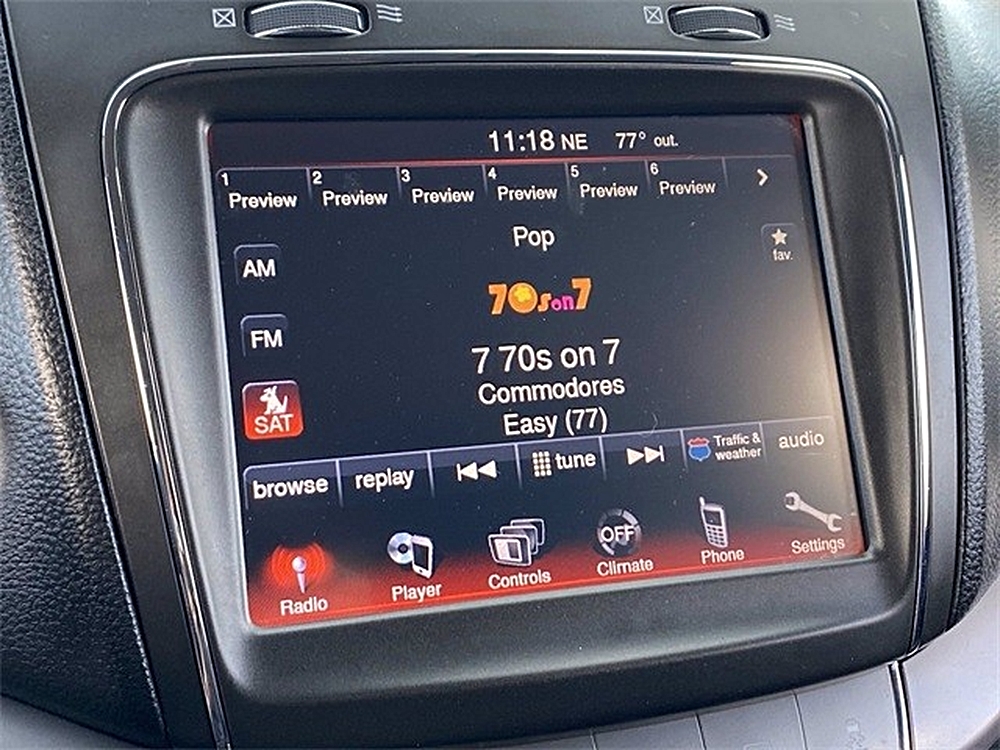 11:18 NE 77° out.
1 Preview 2 Preview 3 Preview 4 Preview 5 Preview 6 Preview
Pop
fav.
AM
70s on 7
FM
7 70s on 7
Commodores
SAT
Easy (77)
browse replay tune Traffic & weather audio
Radio Player Controls OFF Climate Phone Settings